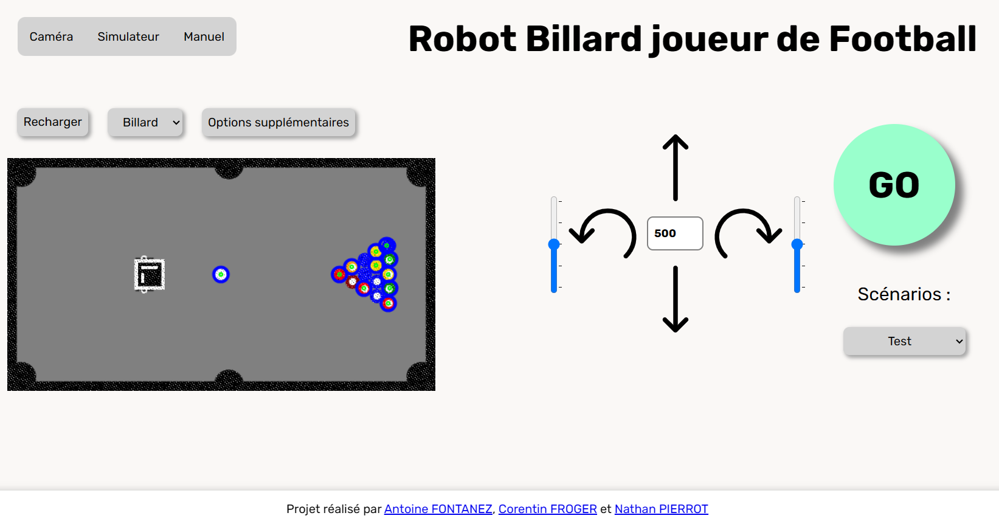 Caméra Simulateur Manuel
Robot Billard joueur de Football
Recharger Billard Options supplémentaires
GO
500
Scénarios :
Test
Projet réalisé par Antoine FONTANEZ, Corentin FROGER et Nathan PIERROT